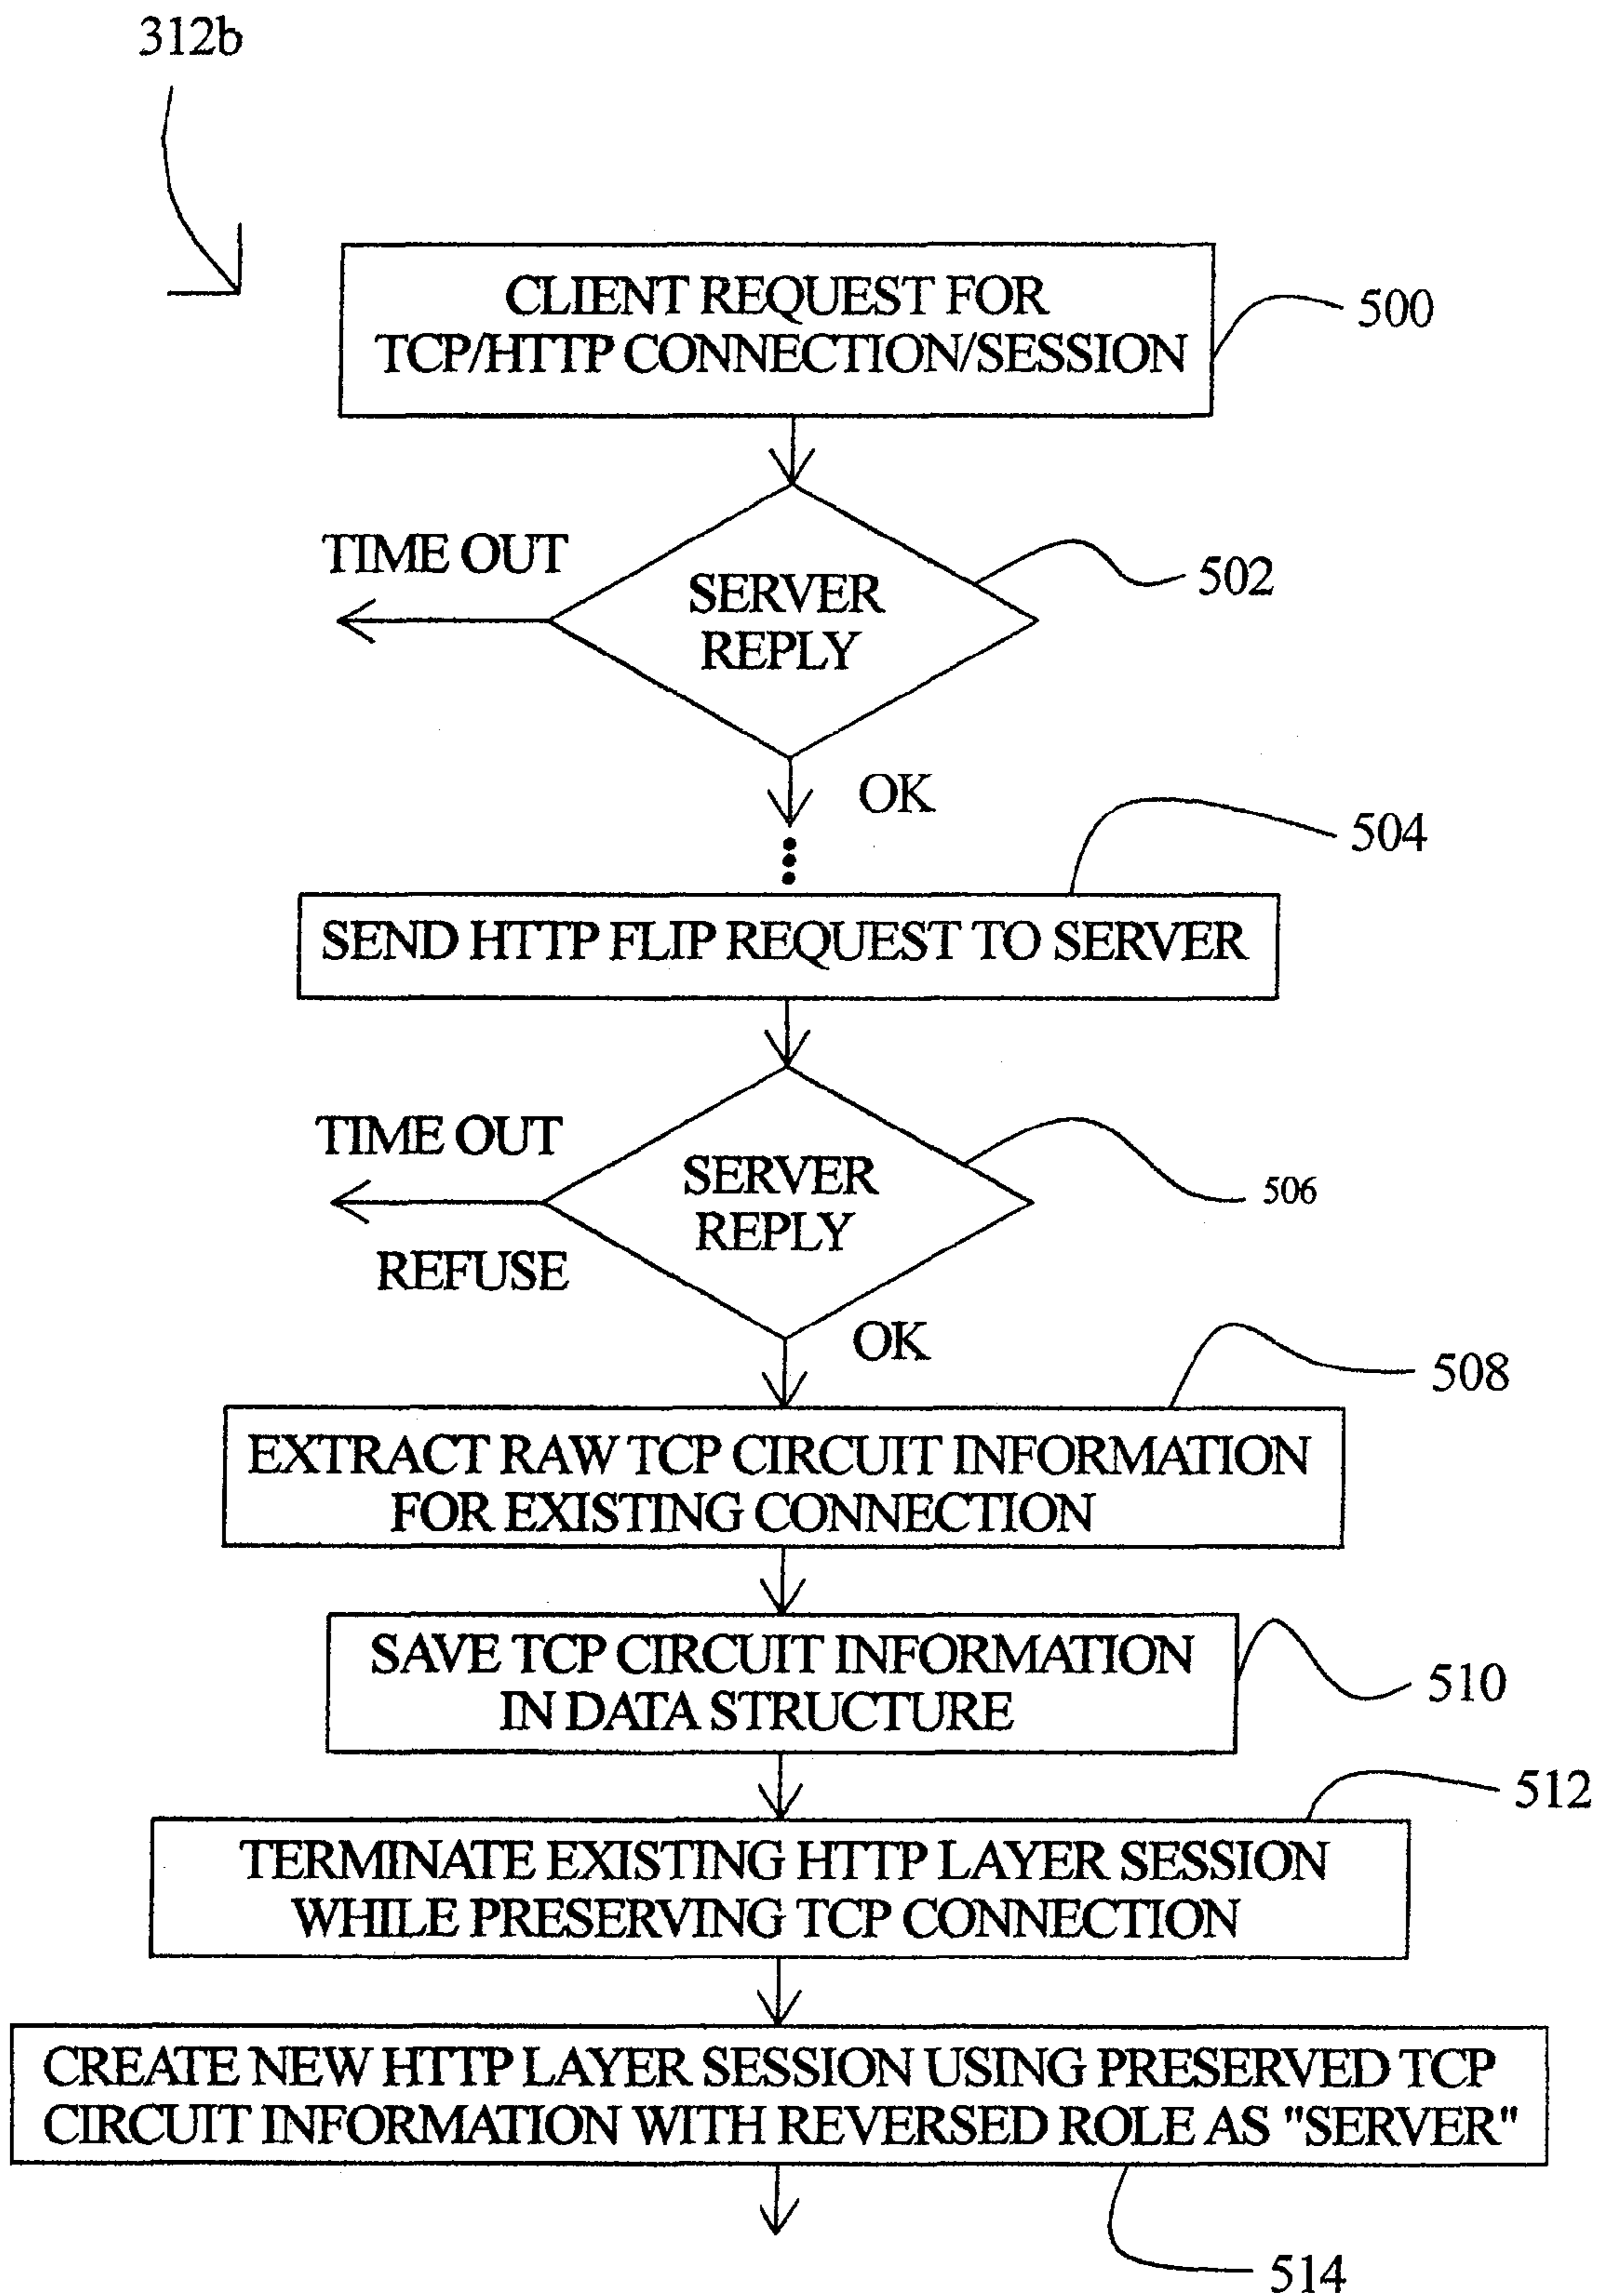 312b
CLIENT REQUEST FOR
TCP/HTTP CONNECTION/SESSION
500
TIME OUT
SERVER
REPLY
502
OK
504
SEND HTTP FLIP REQUEST TO SERVER
TIME OUT
SERVER
REPLY
506
REFUSE
OK
508
EXTRACT RAW TCP CIRCUIT INFORMATION
FOR EXISTING CONNECTION
SAVE TCP CIRCUIT INFORMATION
IN DATA STRUCTURE
510
512
TERMINATE EXISTING HTTP LAYER SESSION
WHILE PRESERVING TCP CONNECTION
CREATE NEW HTTP LAYER SESSION USING PRESERVED TCP
CIRCUIT INFORMATION WITH REVERSED ROLE AS "SERVER"
514